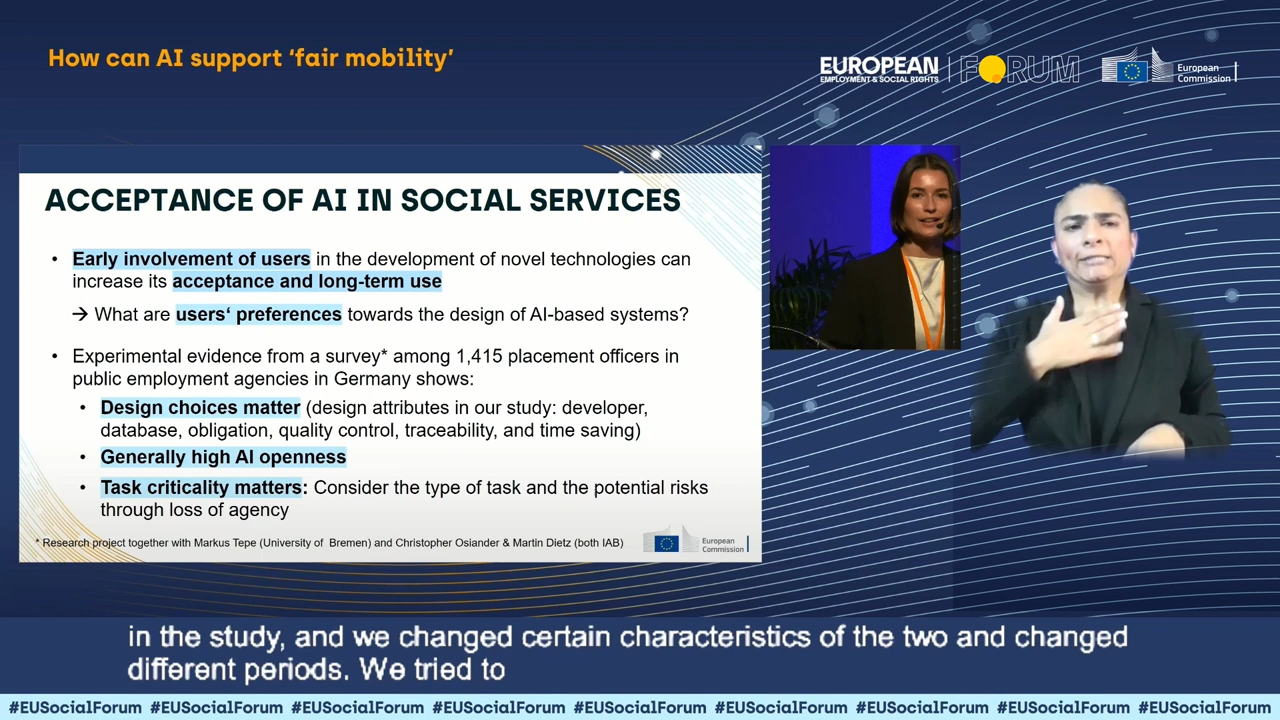 How can AI support ‘fair mobility’
EUROPEAN
EMPLOYMENT & SOCIAL RIGHTS
FORUM
European
Commission
ACCEPTANCE OF AI IN SOCIAL SERVICES
• Early involvement of users in the development of novel technologies can
increase its acceptance and long-term use
→ What are users‘ preferences towards the design of AI-based systems?
• Experimental evidence from a survey* among 1,415 placement officers in
public employment agencies in Germany shows:
• Design choices matter (design attributes in our study: developer,
database, obligation, quality control, traceability, and time saving)
• Generally high AI openness
• Task criticality matters: Consider the type of task and the potential risks
through loss of agency
* Research project together with Markus Tepe (University of Bremen) and Christopher Osiander & Martin Dietz (both IAB)
European
Commission
in the study, and we changed certain characteristics of the two and changed
different periods. We tried to
#EUSocialForum #EUSocialForum #EUSocialForum #EUSocialForum #EUSocialForum #EUSocialForum #EUSocialForum #EUSocialForum #EUSocialForum